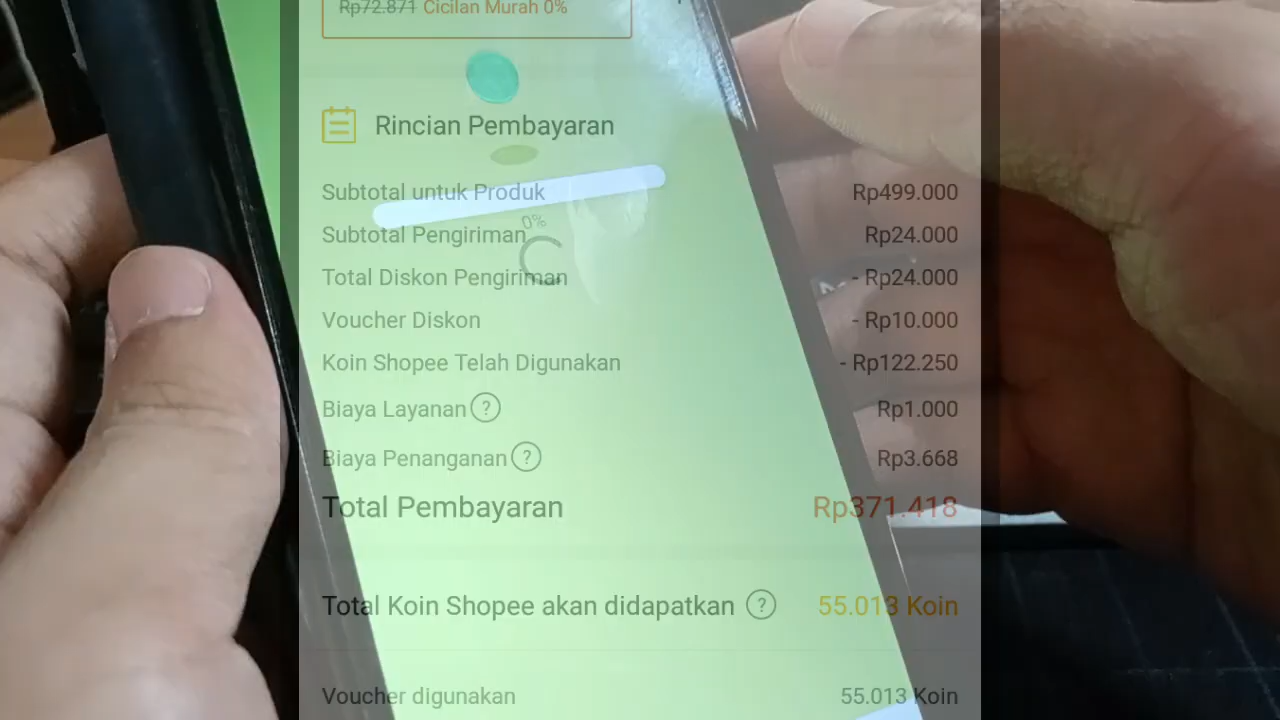 Rp72.871 Cicilan Murah 0%
Rincian Pembayaran
Subtotal untuk Produk Rp499.000
0%
Subtotal Pengiriman Rp24.000
Total Diskon Pengiriman - Rp24.000
Voucher Diskon - Rp10.000
Koin Shopee Telah Digunakan - Rp122.250
Biaya Layanan ? Rp1.000
Biaya Penanganan ? Rp3.668
Total Pembayaran Rp371.418
Total Koin Shopee akan didapatkan ? 55.013 Koin
Voucher digunakan 55.013 Koin